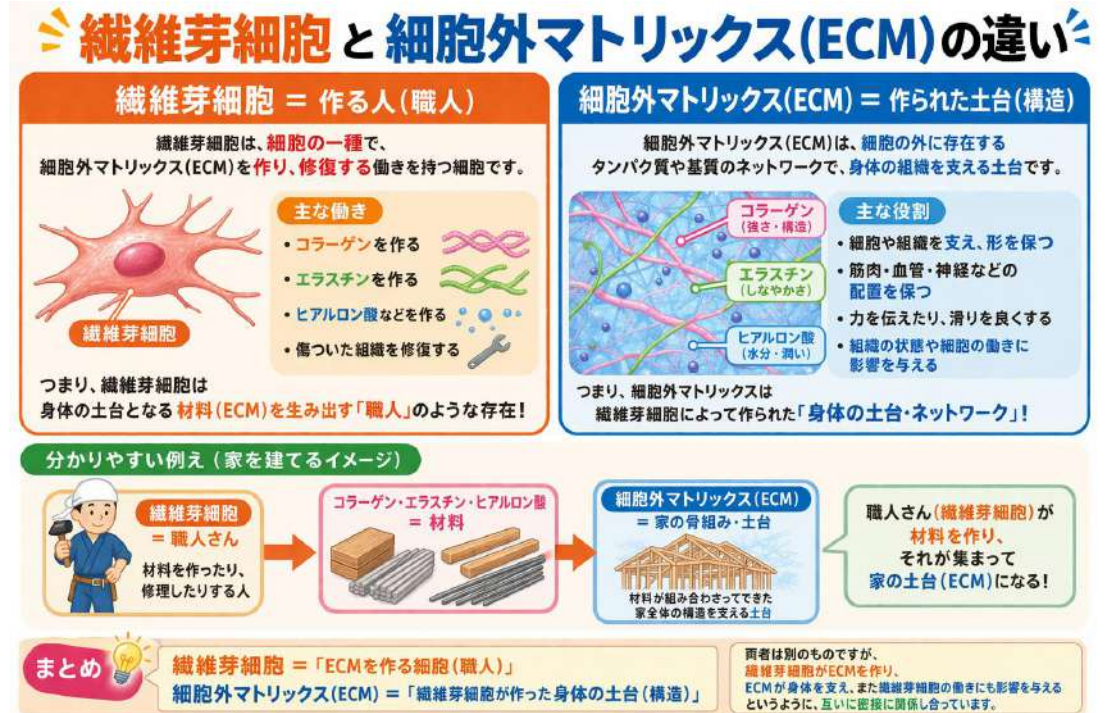 繊維芽細胞と細胞外マトリックス(ECM)の違い
繊維芽細胞 = 作る人(職人)
繊維芽細胞は、細胞の一種で、
細胞外マトリックス(ECM)を作り、修復する働きを持つ細胞です。
繊維芽細胞
主な働き
・コラーゲンを作る
・エラスチンを作る
・ヒアルロン酸などを作る
・傷ついた組織を修復する
つまり、繊維芽細胞は
身体の土台となる 材料(ECM)を生み出す「職人」のような存在!
細胞外マトリックス(ECM) = 作られた土台(構造)
細胞外マトリックス(ECM)は、細胞の外に存在する
タンパク質や基質のネットワークで、身体の組織を支える土台です。
コラーゲン
(強さ・構造)
エラスチン
(しなやかさ)
ヒアルロン酸
(水分・潤い)
主な役割
・細胞や組織を支え、形を保つ
・筋肉・血管・神経などの
配置を保つ
・力を伝えたり、滑りを良くする
・組織の状態や細胞の働きに
影響を与える
つまり、細胞外マトリックスは
繊維芽細胞によって作られた「身体の土台・ネットワーク」!
分かりやすい例え(家を建てるイメージ)
繊維芽細胞
= 職人さん
材料を作ったり、
修理したりする人
コラーゲン・エラスチン・ヒアルロン酸
= 材料
細胞外マトリックス(ECM)
= 家の骨組み・土台
材料が組み合わさってできた
家全体の構造を支える土台
職人さん(繊維芽細胞)が
材料を作り、
それが集まって
家の土台(ECM)になる!
まとめ
繊維芽細胞 = 「ECMを作る細胞(職人)」
細胞外マトリックス(ECM) = 「繊維芽細胞が作った身体の土台(構造)」
両者は別のものですが、
繊維芽細胞がECMを作り、
ECMが身体を支え、また繊維芽細胞の働きにも影響を与える
というように、互いに密接に関係し合っています。